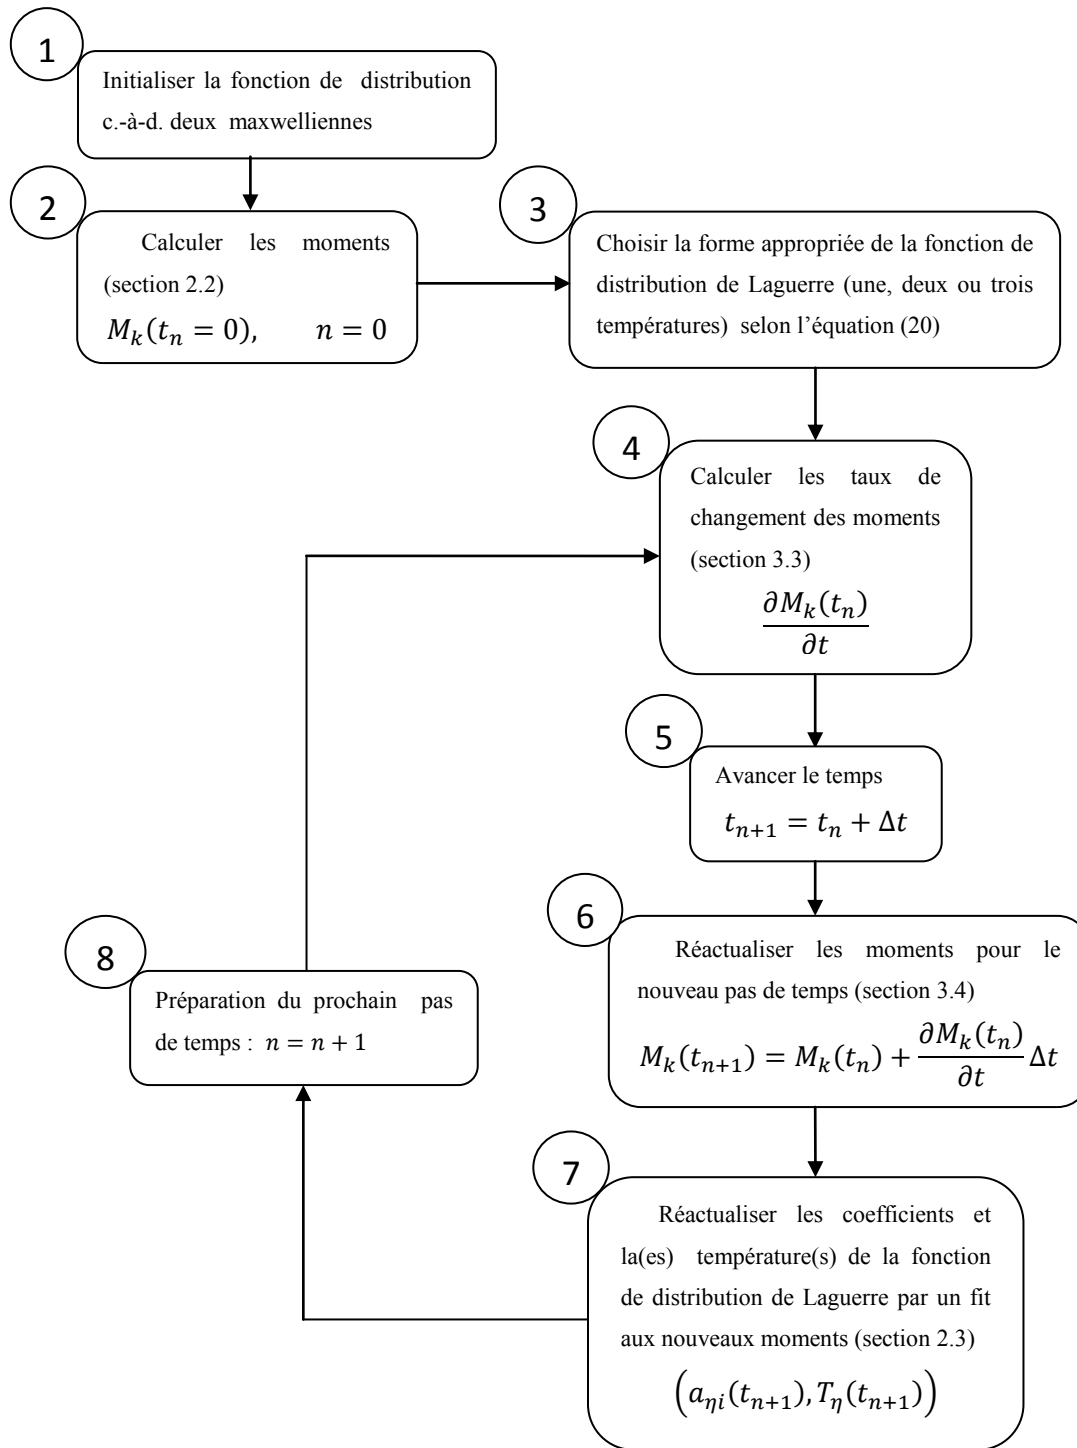 1
Initialiser la fonction de distribution
c.-à-d. deux maxwelliennes
2
Calculer les moments
(section 2.2)
M_k(t_n = 0), n = 0
3
Choisir la forme appropriée de la fonction de
distribution de Laguerre (une, deux ou trois
températures) selon l’équation (20)
4
Calculer les taux de
changement des moments
(section 3.3)
∂M_k(t_n)
∂t
5
Avancer le temps
t_{n+1} = t_n + Δt
6
Réactualiser les moments pour le
nouveau pas de temps (section 3.4)
M_k(t_{n+1}) = M_k(t_n) + ∂M_k(t_n)/∂t Δt
7
Réactualiser les coefficients et
la(es) température(s) de la fonction
de distribution de Laguerre par un fit
aux nouveaux moments (section 2.3)
(a_{ηi}(t_{n+1}), T_η(t_{n+1}))
8
Préparation du prochain pas
de temps : n = n + 1